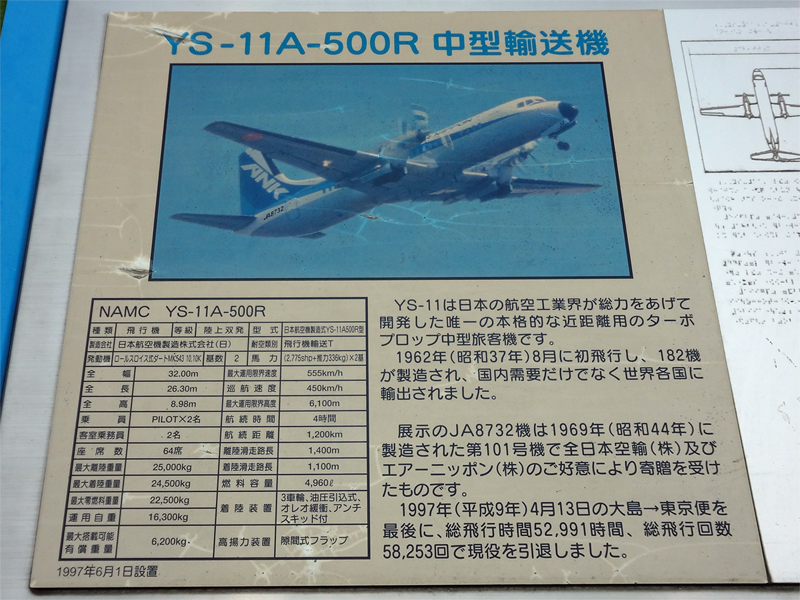 YS-11A-500R 中型輸送機
ANK
JA8732
NAMC YS-11A-500R
種類 飛行機 等級 陸上双発 型式 日本航空機製造式YS-11A500R型
製造会社 日本航空機製造株式会社(日) 耐空類別 飛行機輸送T
発動機 ロールスロイス式ダートMK543 10,10K 基数 2 馬力 (2,775shp+推力336kg)×2基
全幅 32.00m 最大運用限界速度 555km/h
全長 26.30m 巡航速度 450km/h
全高 8.98m 最大運用限界高度 6,100m
乗員 PILOT×2名 航続時間 4時間
客室乗務員 2名 航続距離 1,200km
座席数 64席 離陸滑走路長 1,400m
最大離陸重量 25,000kg 着陸滑走路長 1,100m
最大着陸重量 24,500kg 燃料容量 4,960ℓ
最大零燃料重量 22,500kg 着陸装置 3車輪、油圧引込式、
オレオ緩衝、アンチ
スキッド付
運用自重 16,300kg
最大搭載可能
有償重量 6,200kg 高揚力装置 隙間式フラップ
1997年6月1日設置
YS-11は日本の航空工業界が総力をあげて
開発した唯一の本格的な近距離用のターボ
プロップ中型旅客機です。
1962年(昭和37年)8月に初飛行し、182機
が製造され、国内需要だけでなく世界各国に
輸出されました。
展示のJA8732機は1969年(昭和44年)に
製造された第101号機で全日本空輸(株)及び
エアーニッポン(株)のご好意により寄贈を受け
たものです。
1997年(平成9年)4月13日の大島→東京便を
最後に、総飛行時間52,991時間、総飛行回数
58,253回で現役を引退しました。